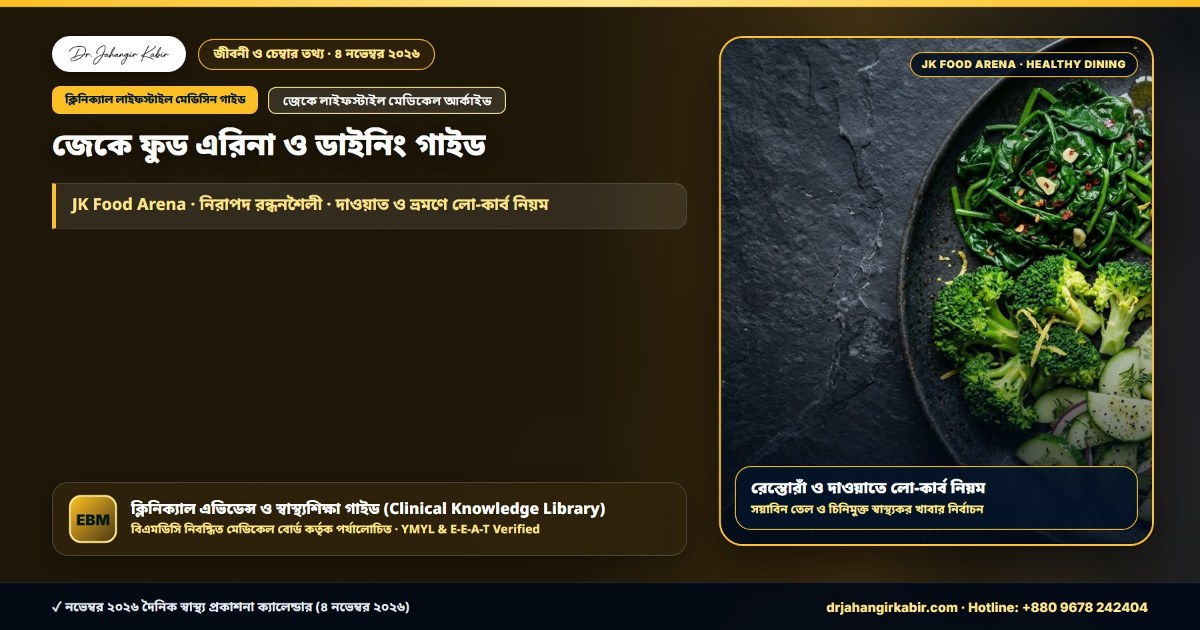 Dr. Jahangir Kabir
জীবনী ও চেম্বার তথ্য · ৪ নভেম্বর ২০২৬
ক্লিনিক্যাল লাইফস্টাইল মেডিসিন গাইড
জেকে লাইফস্টাইল মেডিকেল আর্কাইভ
জেকে ফুড এরিনা ও ডাইনিং গাইড
JK Food Arena · নিরাপদ রন্ধনশৈলী · দাওয়াত ও ভ্রমণে লো-কার্ব নিয়ম
JK FOOD ARENA · HEALTHY DINING
রেস্তোরাঁ ও দাওয়াতে লো-কার্ব নিয়ম
সয়াবিন তেল ও চিনিমুক্ত স্বাস্থ্যকর খাবার নির্বাচন
EBM
ক্লিনিক্যাল এভিডেন্স ও স্বাস্থ্যশিক্ষা গাইড (Clinical Knowledge Library)
বিএমডিসি নিবন্ধিত মেডিকেল বোর্ড কর্তৃক পর্যালোচিত · YMYL & E-E-A-T Verified
✓ নভেম্বর ২০২৬ দৈনিক স্বাস্থ্য প্রকাশনা ক্যালেন্ডার (৪ নভেম্বর ২০২৬)
drjahangirkabir.com · Hotline: +880 9678 242404